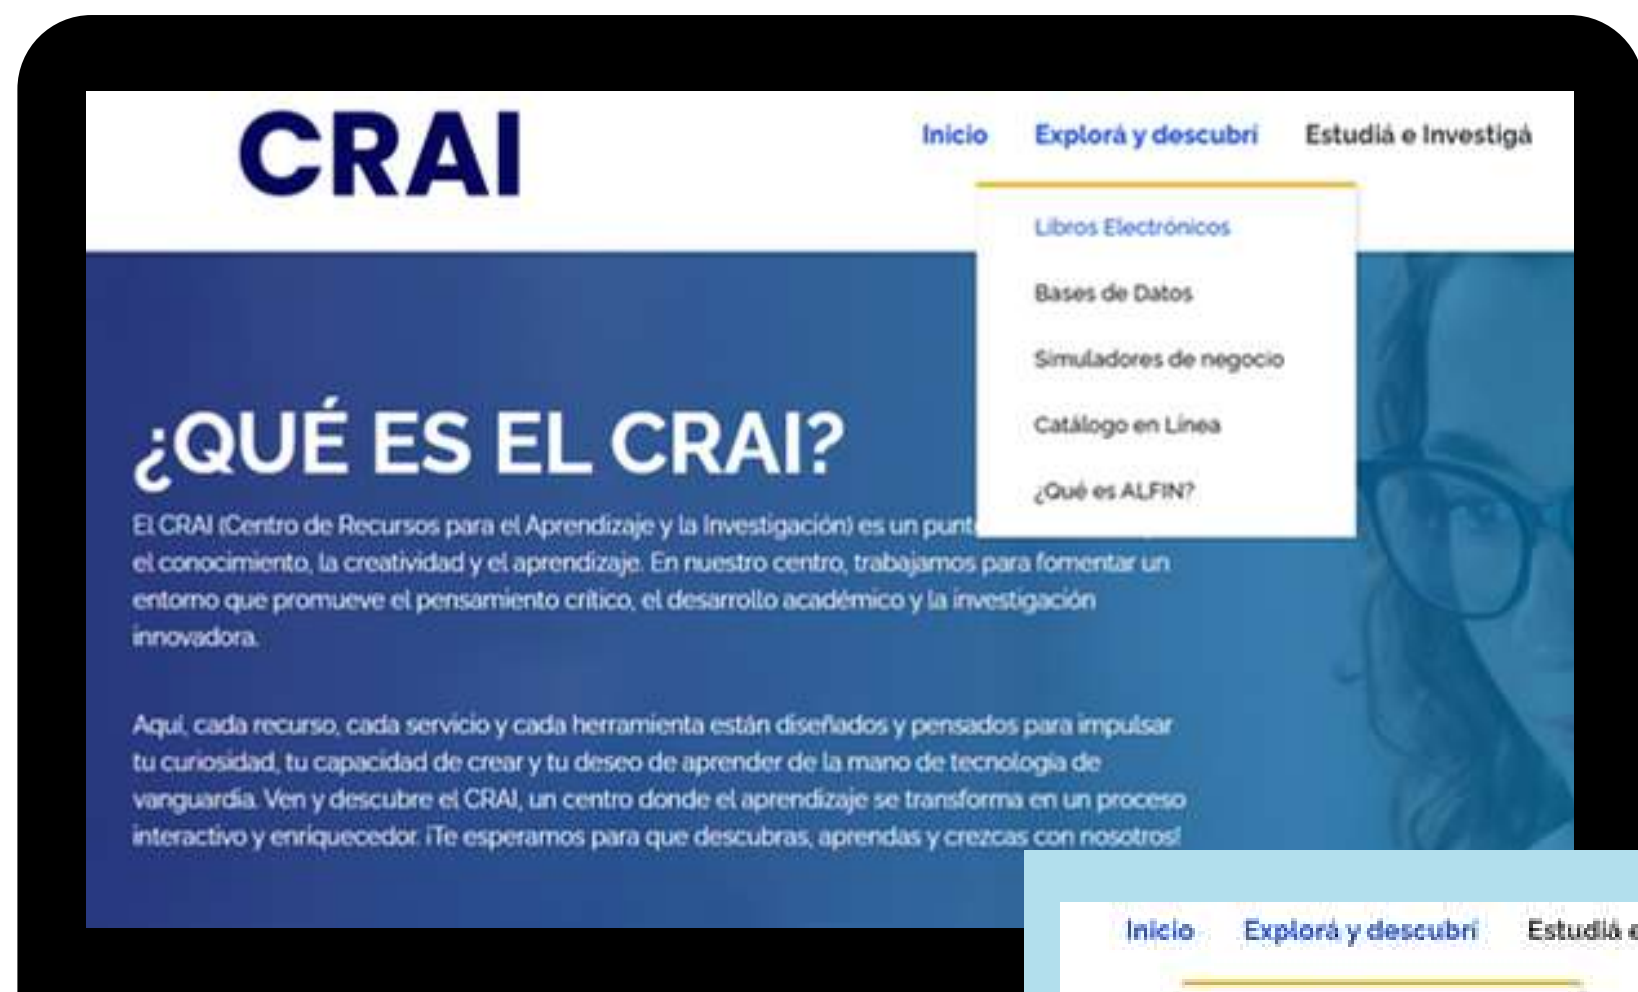 CRAI
Inicio Explorá y descubrí Estudiá e Investigá
Libros Electrónicos
Bases de Datos
Simuladores de negocio
Catálogo en Línea
¿Qué es ALFIN?
¿QUÉ ES EL CRAI?
El CRAI (Centro de Recursos para el Aprendizaje y la Investigación) es un punt
el conocimiento, la creatividad y el aprendizaje. En nuestro centro, trabajamos para fomentar un
entorno que promueve el pensamiento crítico, el desarrollo académico y la investigación
innovadora.
Aquí, cada recurso, cada servicio y cada herramienta están diseñados y pensados para impulsar
tu curiosidad, tu capacidad de crear y tu deseo de aprender de la mano de tecnología de
vanguardia. Ven y descubre el CRAI, un centro donde el aprendizaje se transforma en un proceso
interactivo y enriquecedor. ¡Te esperamos para que descubras, aprendas y crezcas con nosotros!
Inicio Explorá y descubrí Estudiá e